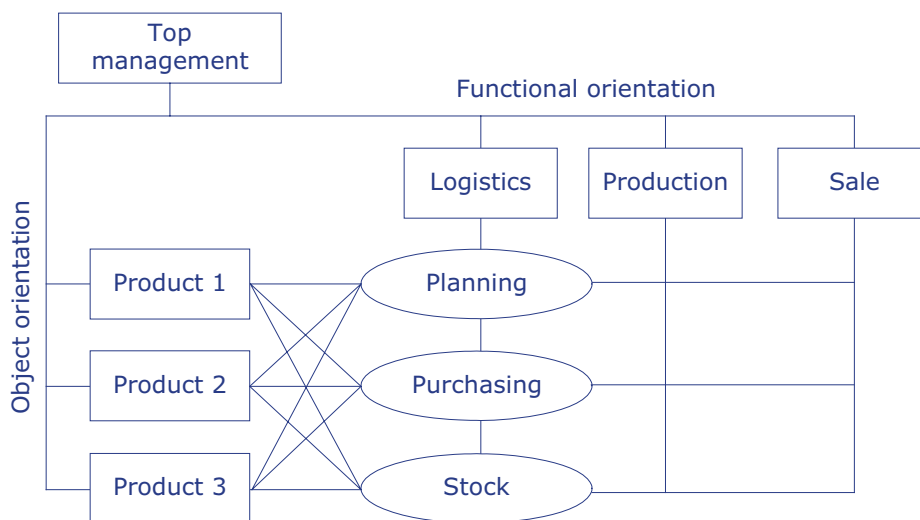 Top
management
Functional orientation
Logistics
Production
Sale
Object orientation
Product 1
Planning
Product 2
Purchasing
Product 3
Stock